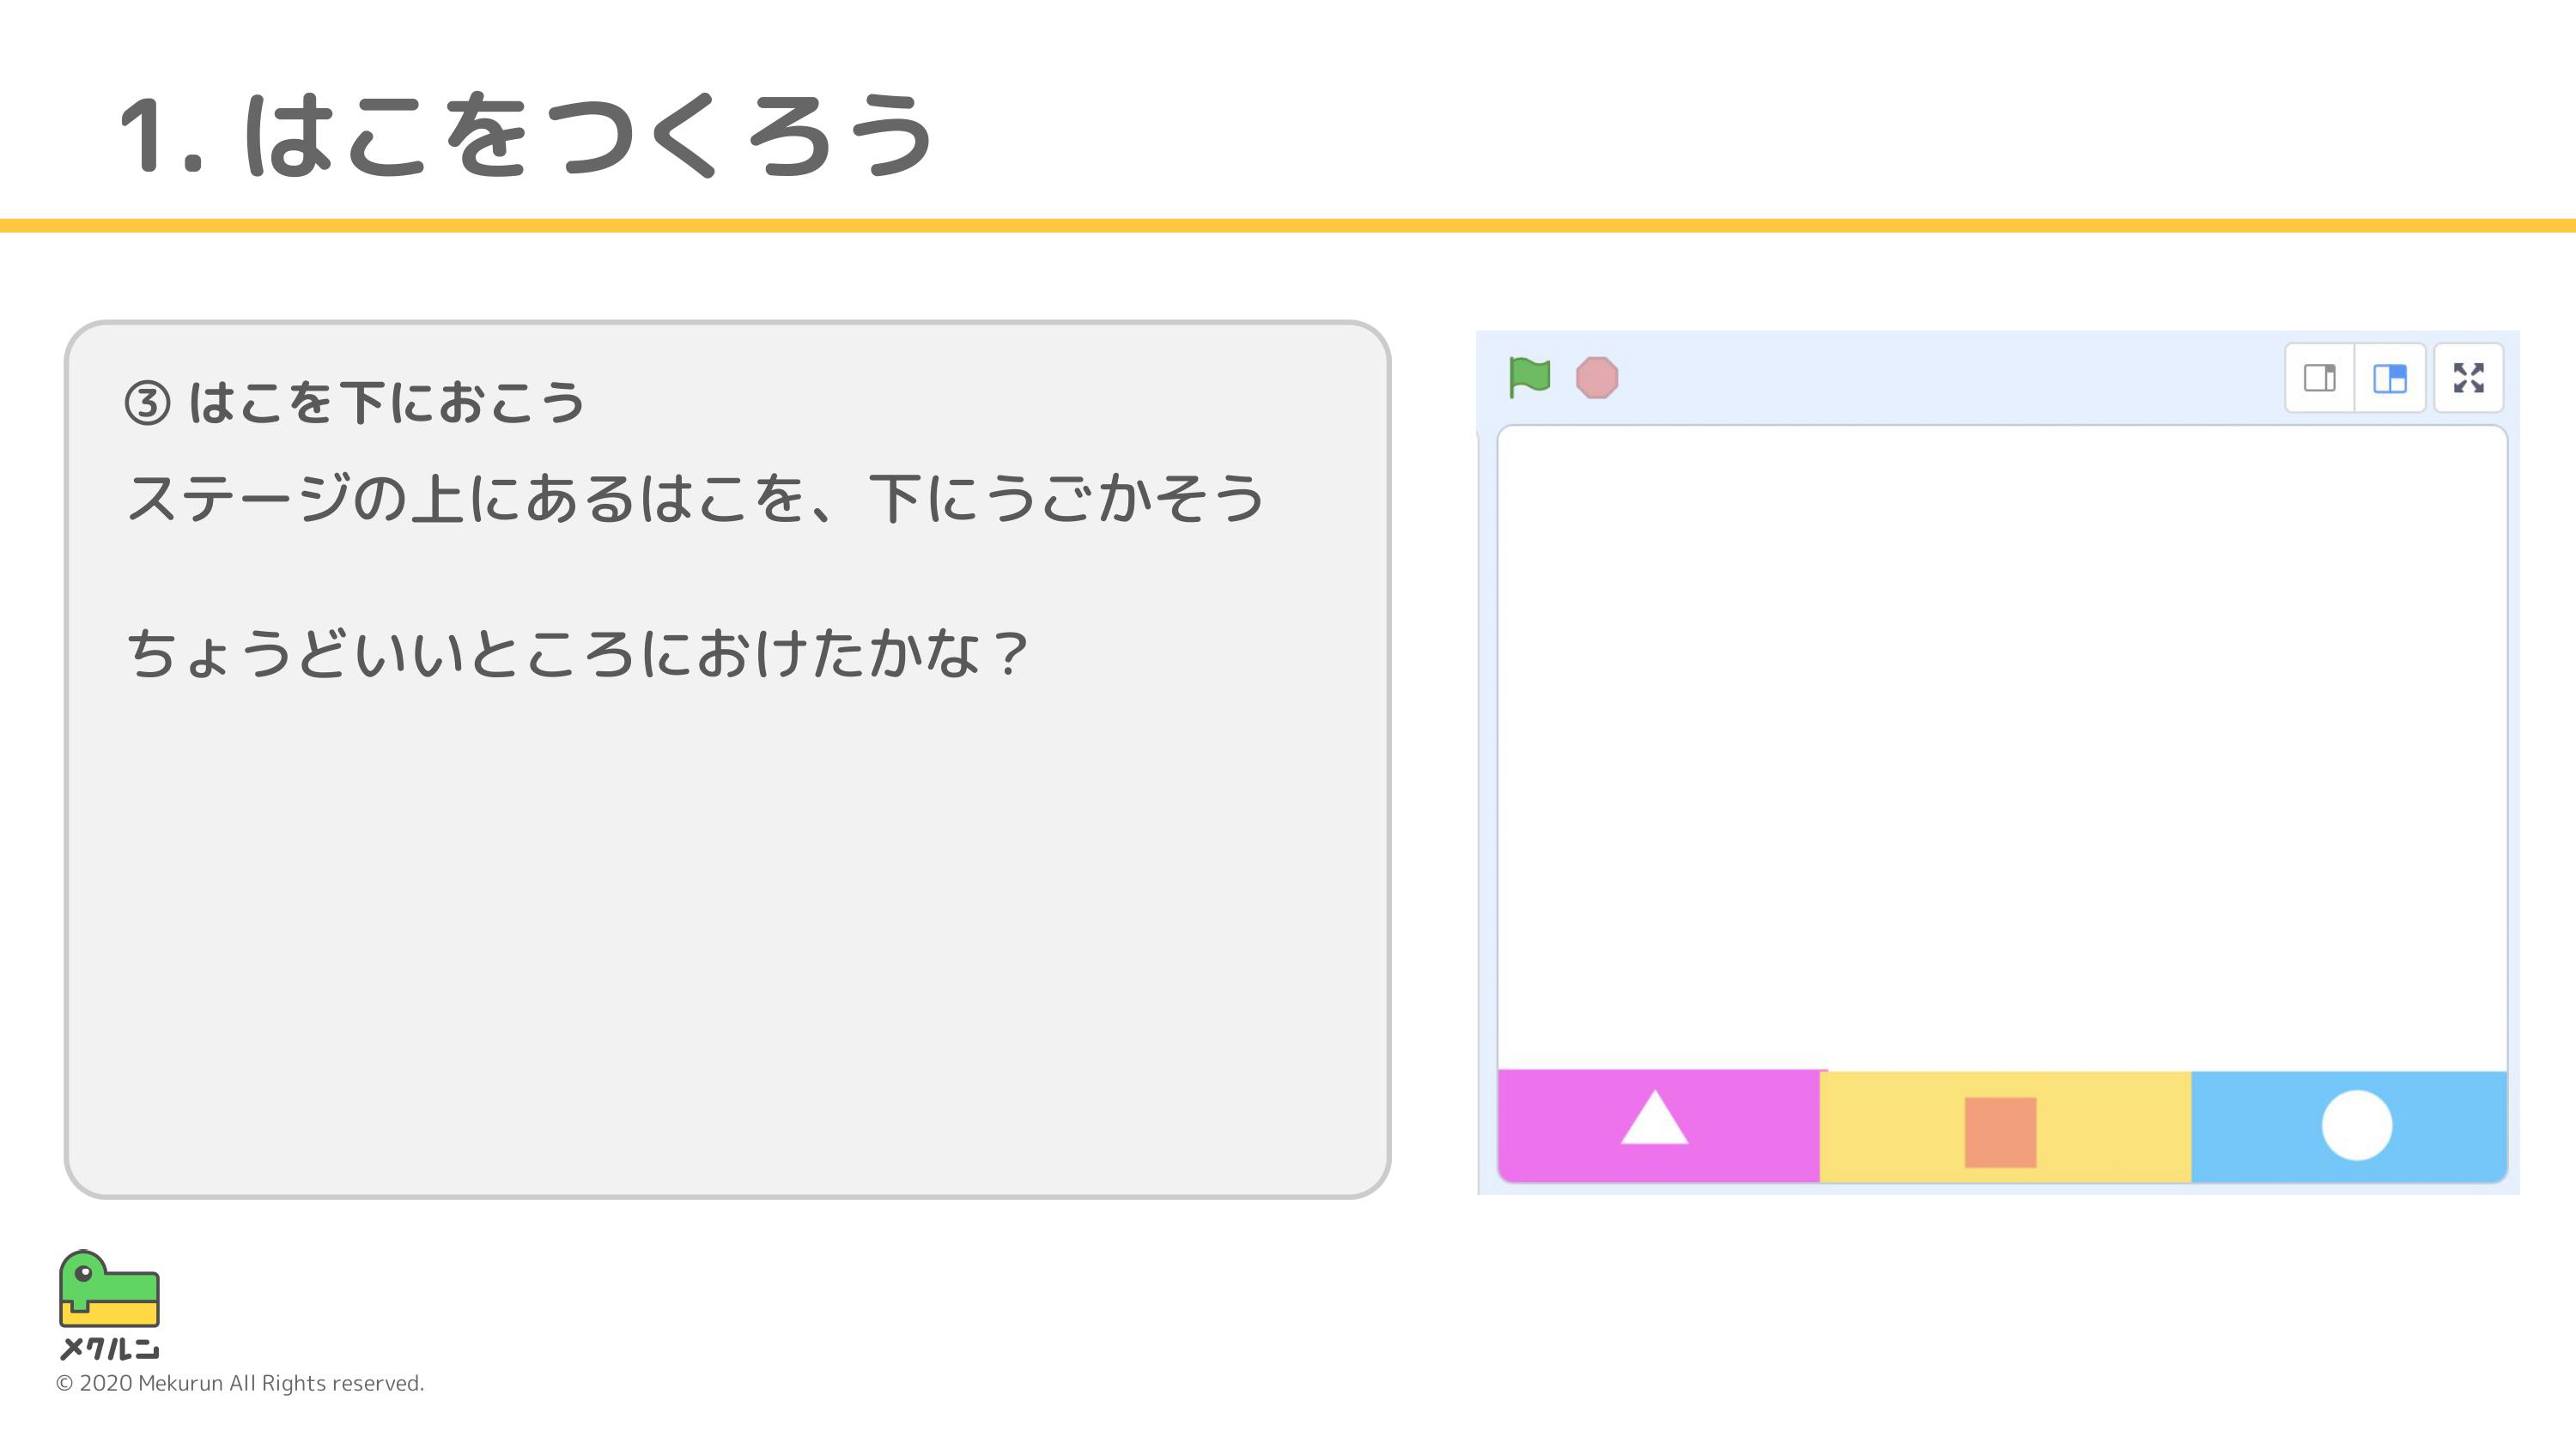 1. はこをつくろう
③ はこを下におこう
ステージの上にあるはこを、下にうごかそう
ちょうどいいところにおけたかな？
メクルン
© 2020 Mekurun All Rights reserved.